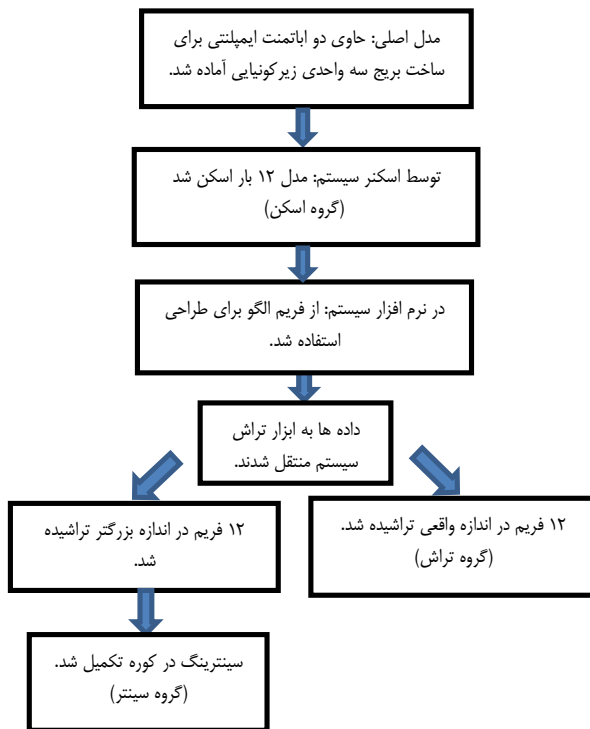 مدل اصلی: حاوی دو اباتمنت ایمپلنتی برای
ساخت بریج سه واحدی زیرکونیایی آماده شد.
توسط اسکنر سیستم: مدل ۱۲ بار اسکن شد
(گروه اسکن)
در نرم افزار سیستم: از فریم الگو برای طراحی
استفاده شد.
داده ها به ابزار تراش
سیستم منتقل شدند.
۱۲ فریم در اندازه واقعی تراشیده شد.
(گروه تراش)
۱۲ فریم در اندازه بزرگتر تراشیده
شد.
سینترینگ در کوره تکمیل شد.
(گروه سینتر)